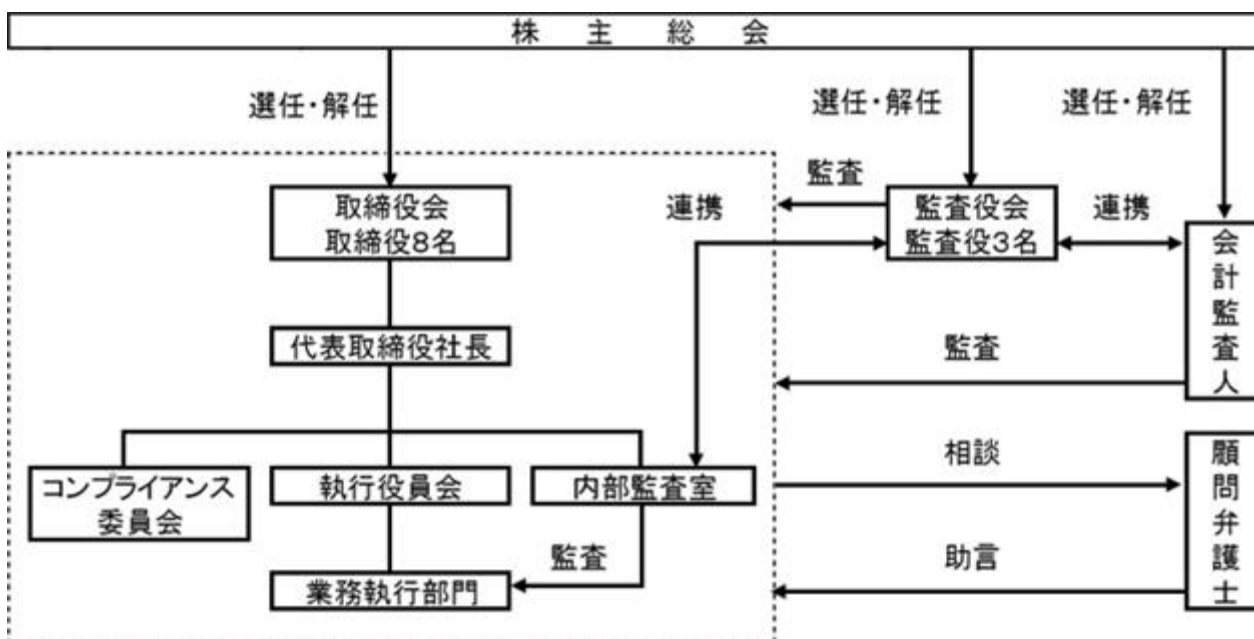 株主総会
選任・解任
選任・解任
選任・解任
監査
取締役会
取締役8名
連携
監査役会
監査役3名
連携
会計監査人
代表取締役社長
監査
コンプライアンス
委員会
執行役員会
内部監査室
相談
顧問弁護士
監査
助言
業務執行部門